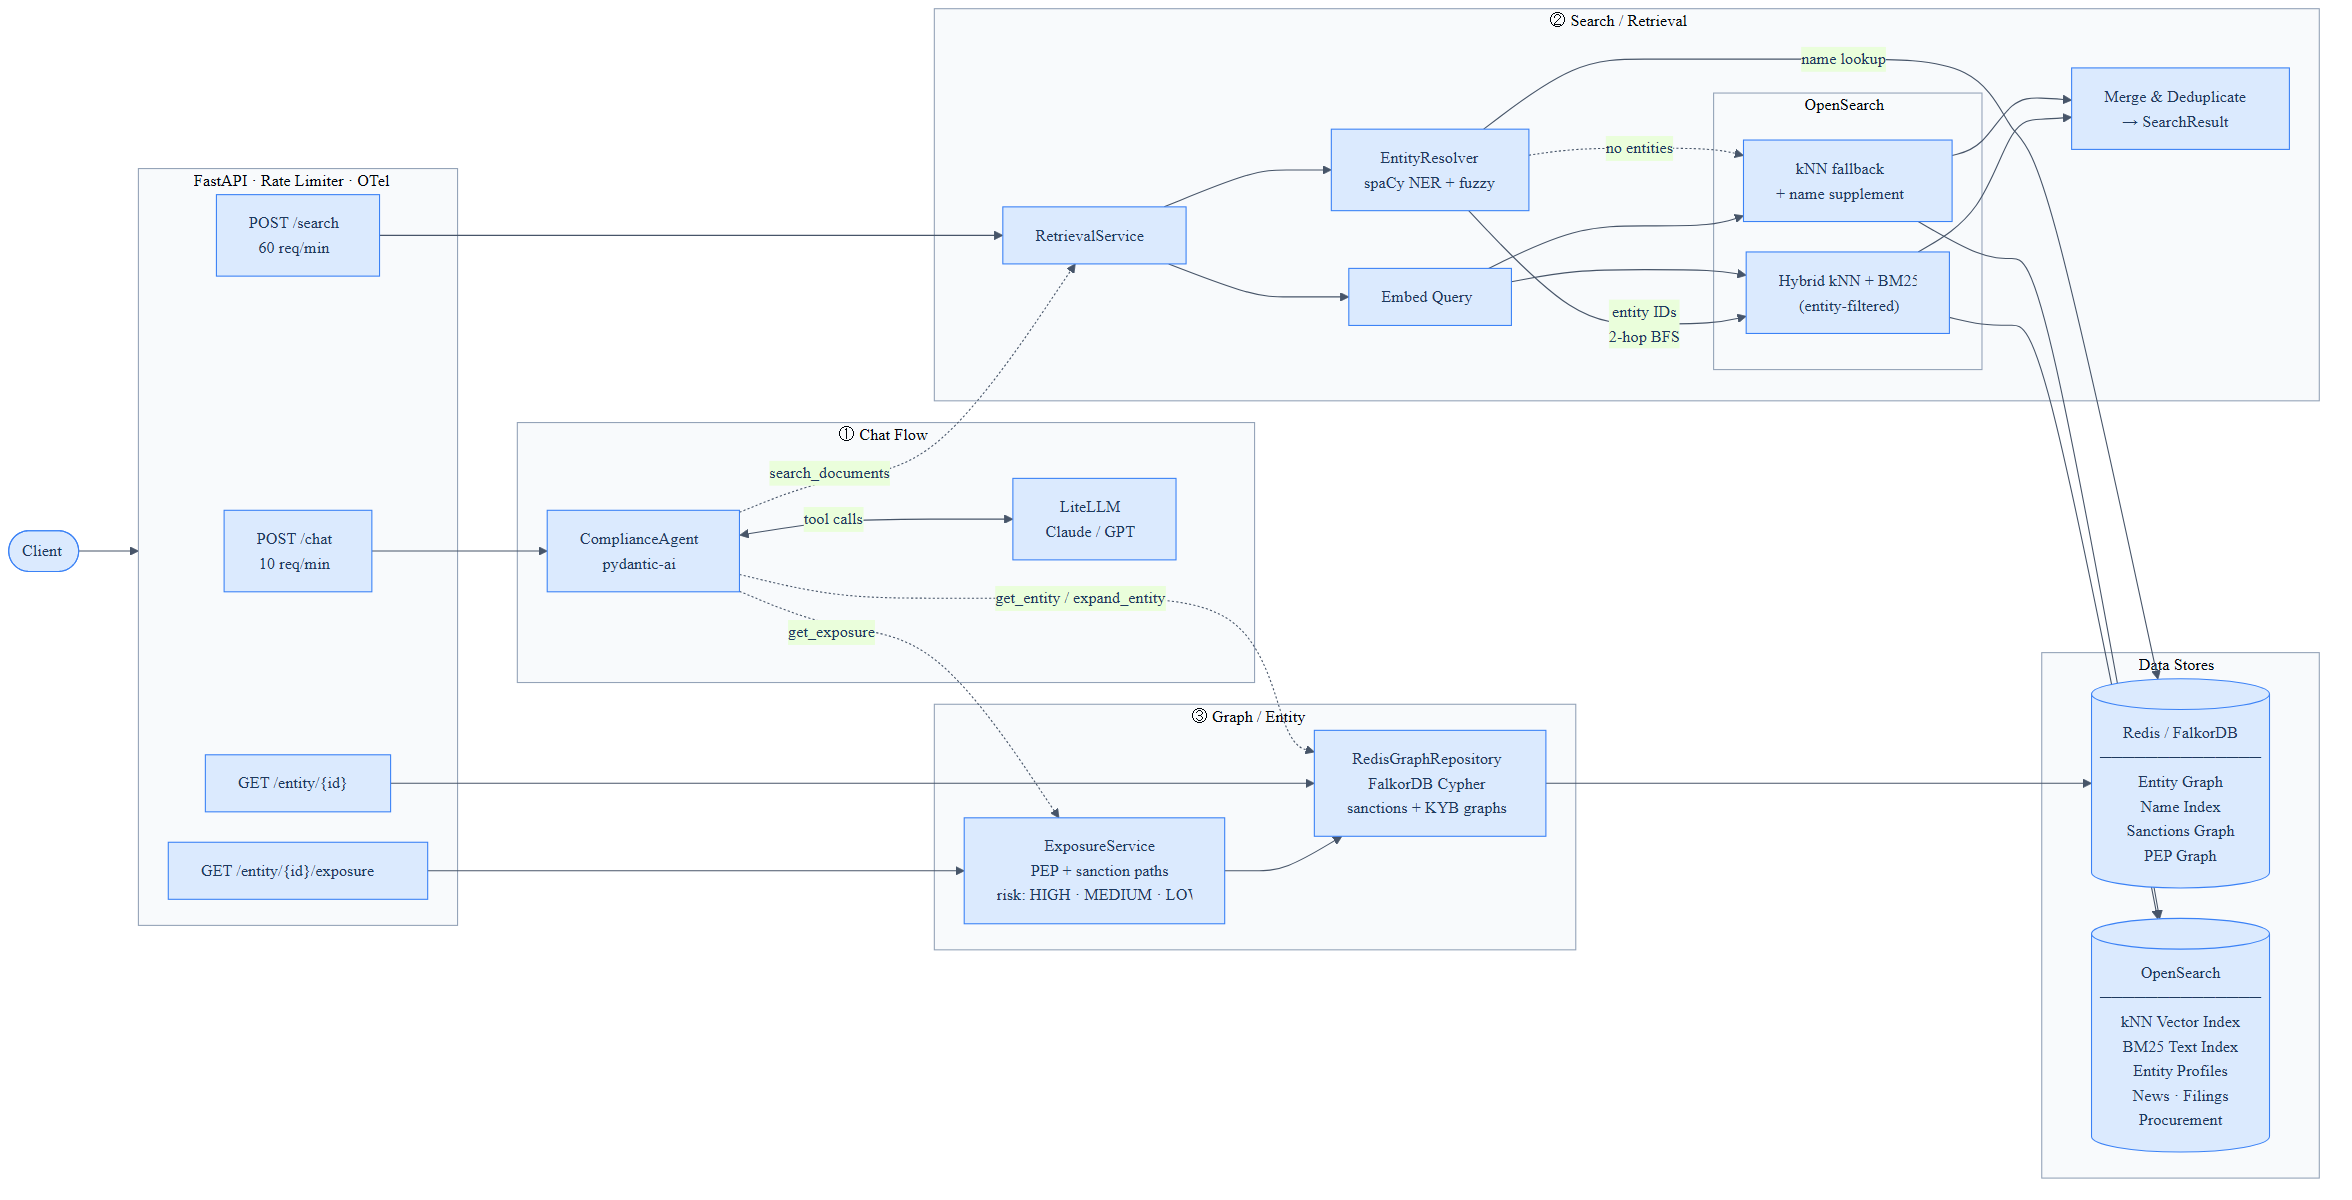 ② Search / Retrieval
name lookup
OpenSearch
Merge & Deduplicate
→ SearchResult
EntityResolver
spaCy NER + fuzzy
no entities
kNN fallback
+ name supplement
FastAPI · Rate Limiter · OTel
POST /search
60 req/min
RetrievalService
Embed Query
Hybrid kNN + BM25
(entity-filtered)
entity IDs
2-hop BFS
① Chat Flow
search_documents
LiteLLM
Claude / GPT
tool calls
Client
POST /chat
10 req/min
ComplianceAgent
pydantic-ai
get_entity / expand_entity
get_exposure
③ Graph / Entity
GET /entity/{id}
RedisGraphRepository
FalkorDB Cypher
sanctions + KYB graphs
GET /entity/{id}/exposure
ExposureService
PEP + sanction paths
risk: HIGH · MEDIUM ·
Data Stores
Redis / FalkorDB
Entity Graph
Name Index
Sanctions Graph
PEP Graph
OpenSearch
kNN Vector Index
BM25 Text Index
Entity Profiles
News · Filings
Procurement